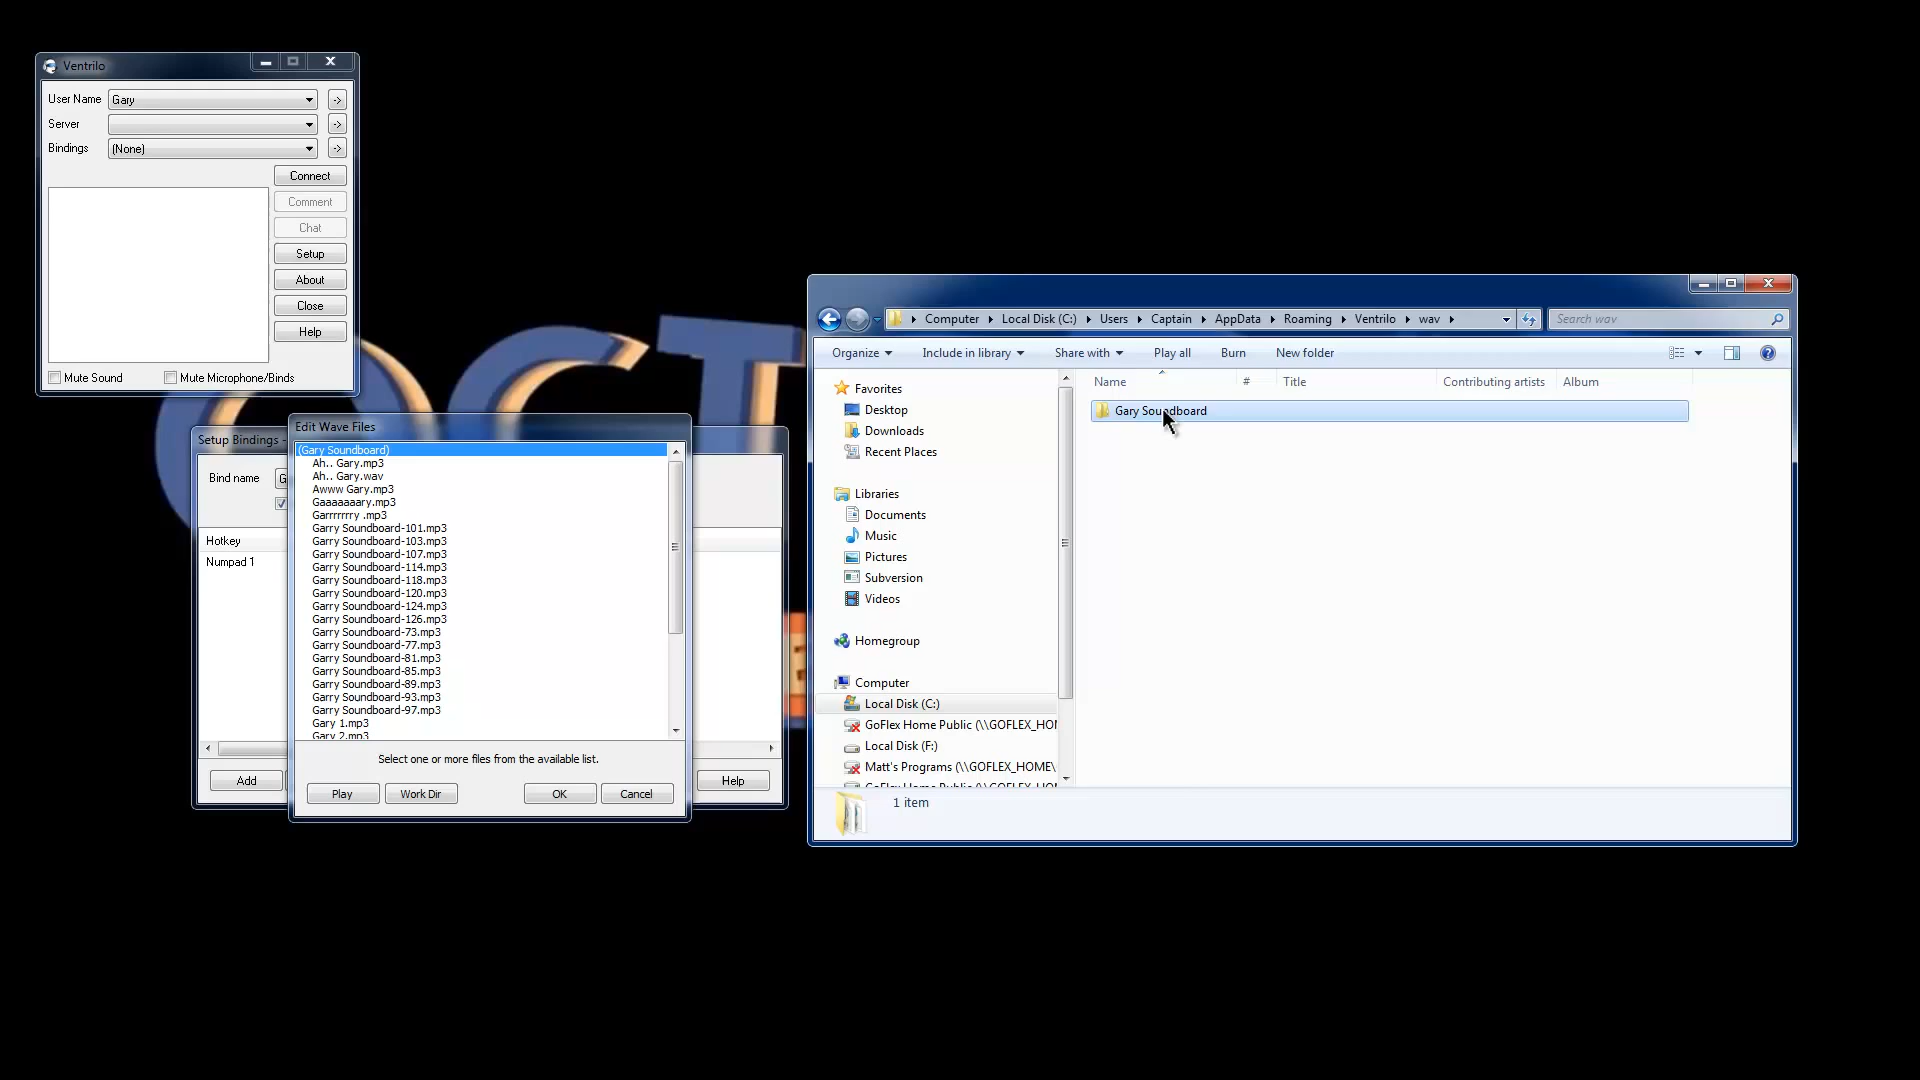 Ventrilo
User Name Gary ->
Server ->
Bindings (None) ->
Connect
Comment
Chat
Setup
About
Close
Help
Mute Sound Mute Microphone/Binds
OCT
Setup Bindings -
Bind name G
Hotkey
Numpad 1
Add
Help
Edit Wave Files
(Gary Soundboard)
Ah.. Gary.mp3
Ah.. Gary.wav
Awww Gary.mp3
Gaaaaaaary.mp3
Garrrrrrry .mp3
Garry Soundboard-101.mp3
Garry Soundboard-103.mp3
Garry Soundboard-107.mp3
Garry Soundboard-114.mp3
Garry Soundboard-118.mp3
Garry Soundboard-120.mp3
Garry Soundboard-124.mp3
Garry Soundboard-126.mp3
Garry Soundboard-73.mp3
Garry Soundboard-77.mp3
Garry Soundboard-81.mp3
Garry Soundboard-85.mp3
Garry Soundboard-89.mp3
Garry Soundboard-93.mp3
Garry Soundboard-97.mp3
Gary 1.mp3
Gary 2.mp3
Select one or more files from the available list.
Play Work Dir OK Cancel
Computer Local Disk (C:) Users Captain AppData Roaming Ventrilo wav Search wav
Organize Include in library Share with Play all Burn New folder
Favorites
Desktop
Downloads
Recent Places
Libraries
Documents
Music
Pictures
Subversion
Videos
Homegroup
Computer
Local Disk (C:)
GoFlex Home Public (\\GOFLEX_HO
Local Disk (F:)
Matt's Programs (\\GOFLEX_HOME\
GoFlex Home Public (\\GOFLEX_HO
Name # Title Contributing artists Album
Gary Soundboard
1 item